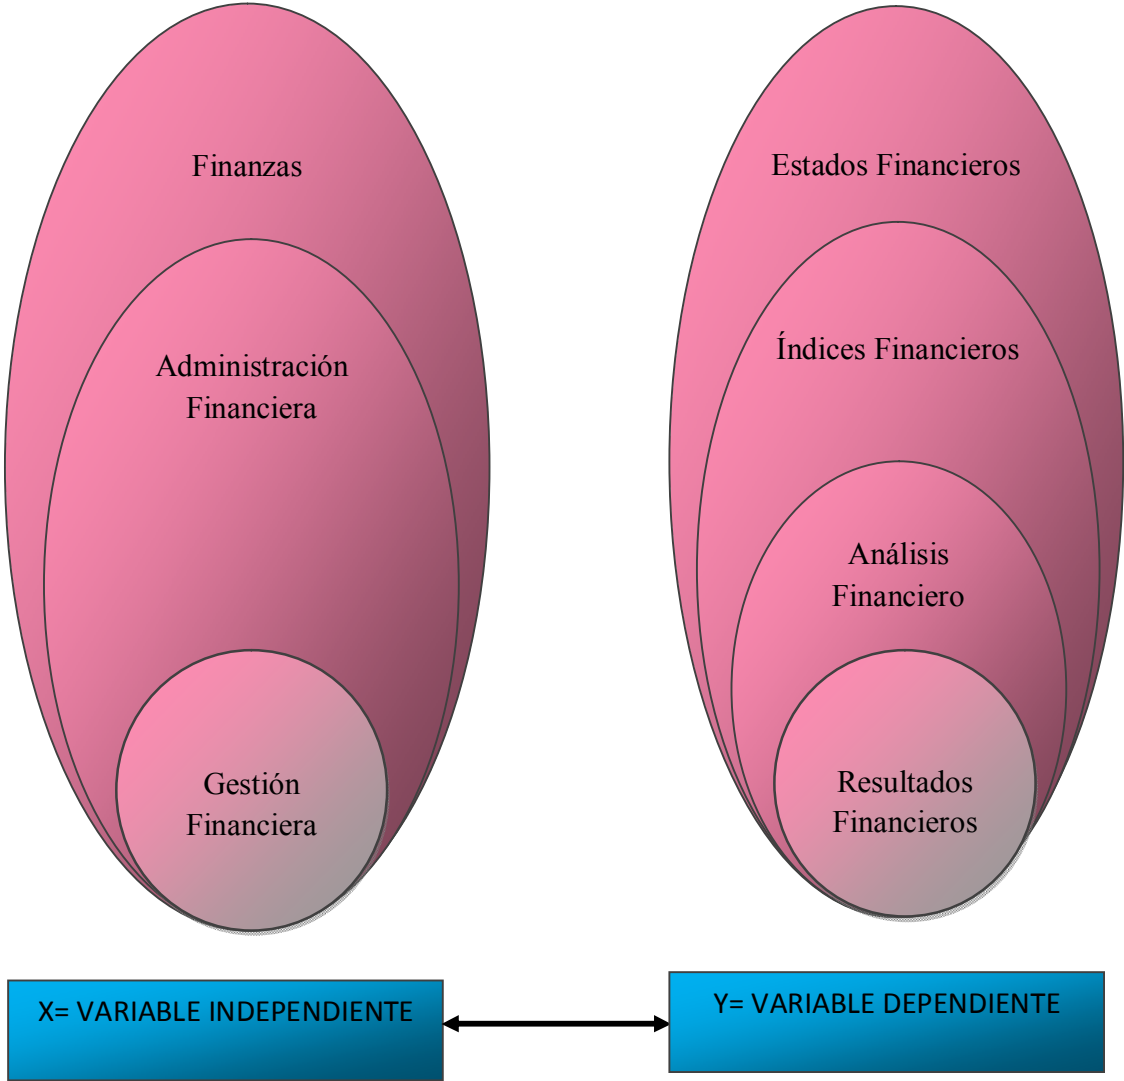 Finanzas
Administración
Financiera
Gestión
Financiera
Estados Financieros
Índices Financieros
Análisis
Financiero
Resultados
Financieros
X= VARIABLE INDEPENDIENTE
Y= VARIABLE DEPENDIENTE